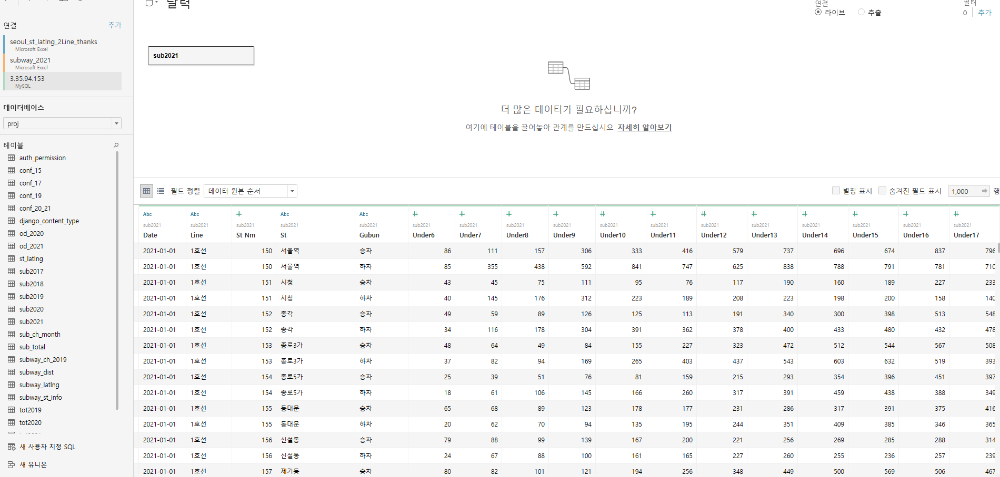 달력
연결
라이브
추출
필터
0
추가
연결
추가
seoul_st_latlng_2Line_thanks
Microsoft Excel
subway_2021
Microsoft Excel
3.35.94.153
MySQL
데이터베이스
proj
테이블
auth_permission
conf_15
conf_17
conf_19
conf_20_21
django_content_type
od_2020
od_2021
st_latlng
sub2017
sub2018
sub2019
sub2020
sub2021
sub_ch_month
sub_total
subway_ch_2019
subway_dist
subway_latlng
subway_st_info
tot2019
tot2020
새 사용자 지정 SQL
새 유니온
sub2021
더 많은 데이터가 필요하십니까?
여기에 테이블을 끌어놓아 관계를 만드십시오. 자세히 알아보기
필드 정렬 데이터 원본 순서 별칭 표시 숨겨진 필드 표시 1,000 행
Abc Abc # Abc Abc # # # # # # # # # # # #
sub2021 sub2021 sub2021 sub2021 sub2021 sub2021 sub2021 sub2021 sub2021 sub2021 sub2021 sub2021 sub2021 sub2021 sub2021 sub2021 sub2021
Date Line St Nm St Gubun Under6 Under7 Under8 Under9 Under10 Under11 Under12 Under13 Under14 Under15 Under16 Under17
2021-01-01 1호선 150 서울역 승차 86 111 157 306 333 416 579 737 696 674 837 796
2021-01-01 1호선 150 서울역 하차 85 355 438 592 841 747 625 838 788 791 781 710
2021-01-01 1호선 151 시청 승차 43 45 75 111 95 76 117 190 160 189 227 233
2021-01-01 1호선 151 시청 하차 40 145 176 312 223 189 208 223 198 200 158 140
2021-01-01 1호선 152 종각 승차 49 59 89 126 125 113 191 340 300 398 513 548
2021-01-01 1호선 152 종각 하차 34 116 178 304 391 362 378 400 433 480 432 478
2021-01-01 1호선 153 종로3가 승차 48 64 49 84 155 227 323 472 512 544 567 508
2021-01-01 1호선 153 종로3가 하차 37 82 94 169 265 403 437 543 603 632 519 393
2021-01-01 1호선 154 종로5가 승차 25 39 51 76 81 159 215 293 354 396 451 397
2021-01-01 1호선 154 종로5가 하차 18 61 106 145 166 260 317 391 459 438 388 349
2021-01-01 1호선 155 동대문 승차 65 68 89 123 178 177 231 286 317 391 375 416
2021-01-01 1호선 155 동대문 하차 20 62 70 94 135 195 244 351 409 385 346 365
2021-01-01 1호선 156 신설동 승차 79 88 99 139 167 200 221 256 269 285 288 314
2021-01-01 1호선 156 신설동 하차 24 67 88 100 161 165 227 260 255 236 257 239
2021-01-01 1호선 157 제기동 승차 80 82 101 121 194 256 348 449 500 569 506 467